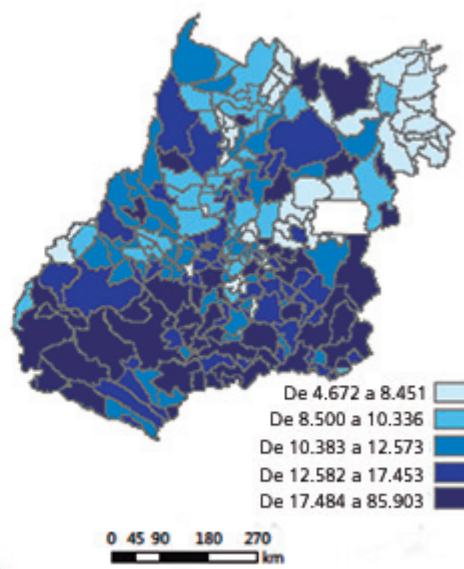 De 4.672 a 8.451
De 8.500 a 10.336
De 10.383 a 12.573
De 12.582 a 17.453
De 17.484 a 85.903
0 45 90 180 270
km